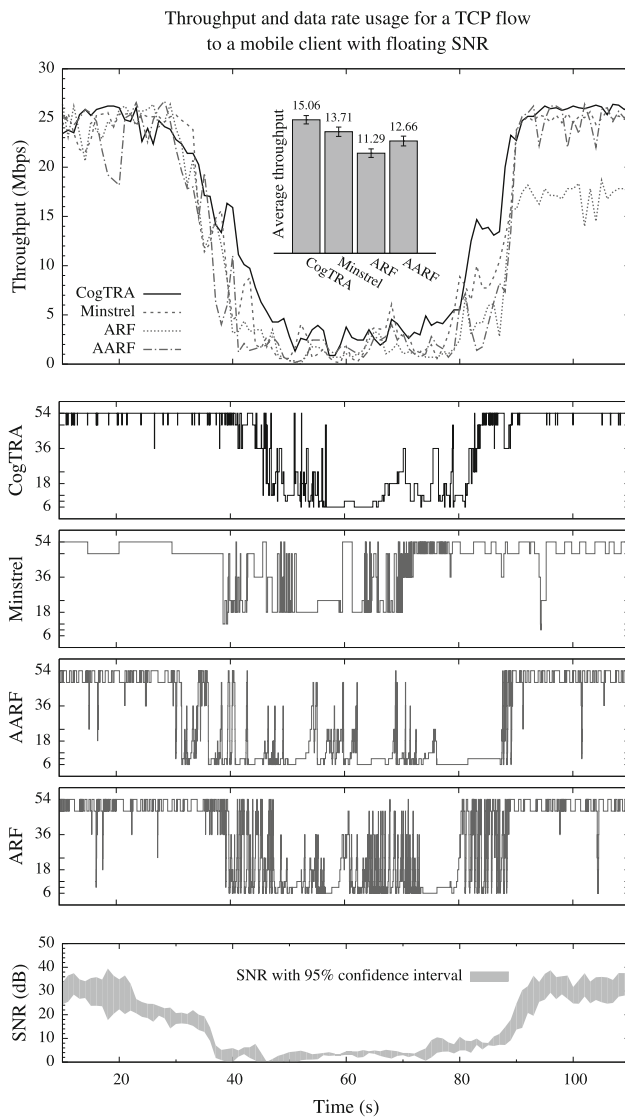 Throughput and data rate usage for a TCP flow
to a mobile client with floating SNR
Throughput (Mbps)
30
25
20
15
10
5
0
Average throughput
15.06
13.71
11.29
12.66
CogTRA
Minstrel
ARF
AARF
CogTRA
Minstrel
ARF
AARF
CogTRA
54
36
18
6
Minstrel
54
36
18
6
AARF
54
36
18
6
ARF
54
36
18
6
SNR (dB)
50
40
30
20
10
0
SNR with 95% confidence interval
20
40
60
80
100
Time (s)